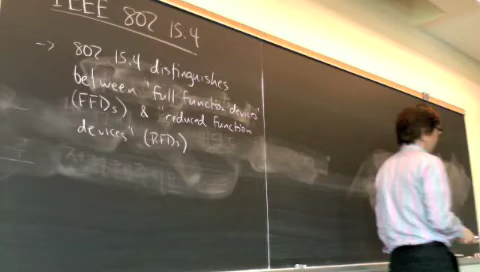 IEEE 802 15.4
-> 802 15.4 distinguishes
between "full function devices"
(FFDs) & "reduced function
devices" (RFDs)